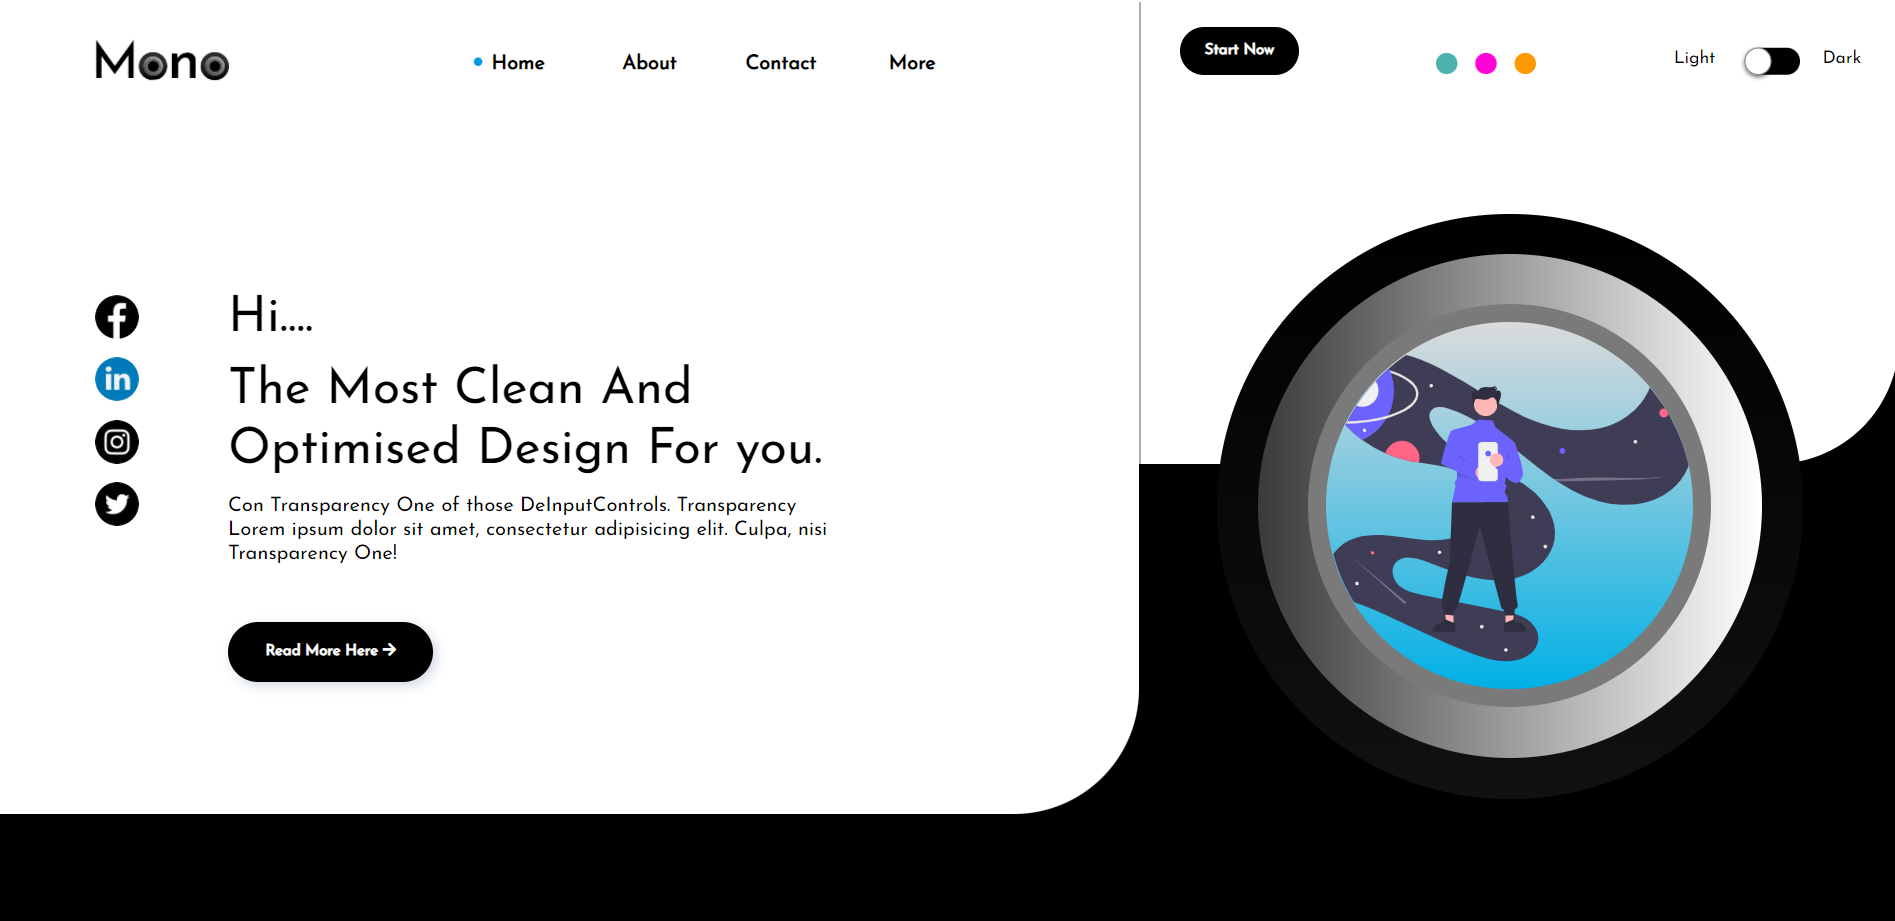 Mono
Home About Contact More
Start Now
Light Dark
Hi....
The Most Clean And
Optimised Design For you.
Con Transparency One of those DeInputControls. Transparency
Lorem ipsum dolor sit amet, consectetur adipisicing elit. Culpa, nisi
Transparency One!
Read More Here →